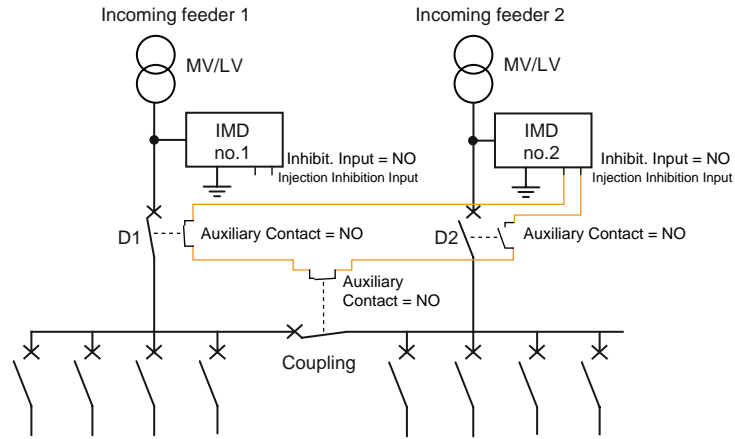 Incoming feeder 1
Incoming feeder 2
MV/LV
MV/LV
IMD
no.1
IMD
no.2
Inhibit. Input = NO
Injection Inhibition Input
Inhibit. Input = NO
Injection Inhibition Input
D1
Auxiliary Contact = NO
D2
Auxiliary Contact = NO
Auxiliary
Contact = NO
Coupling